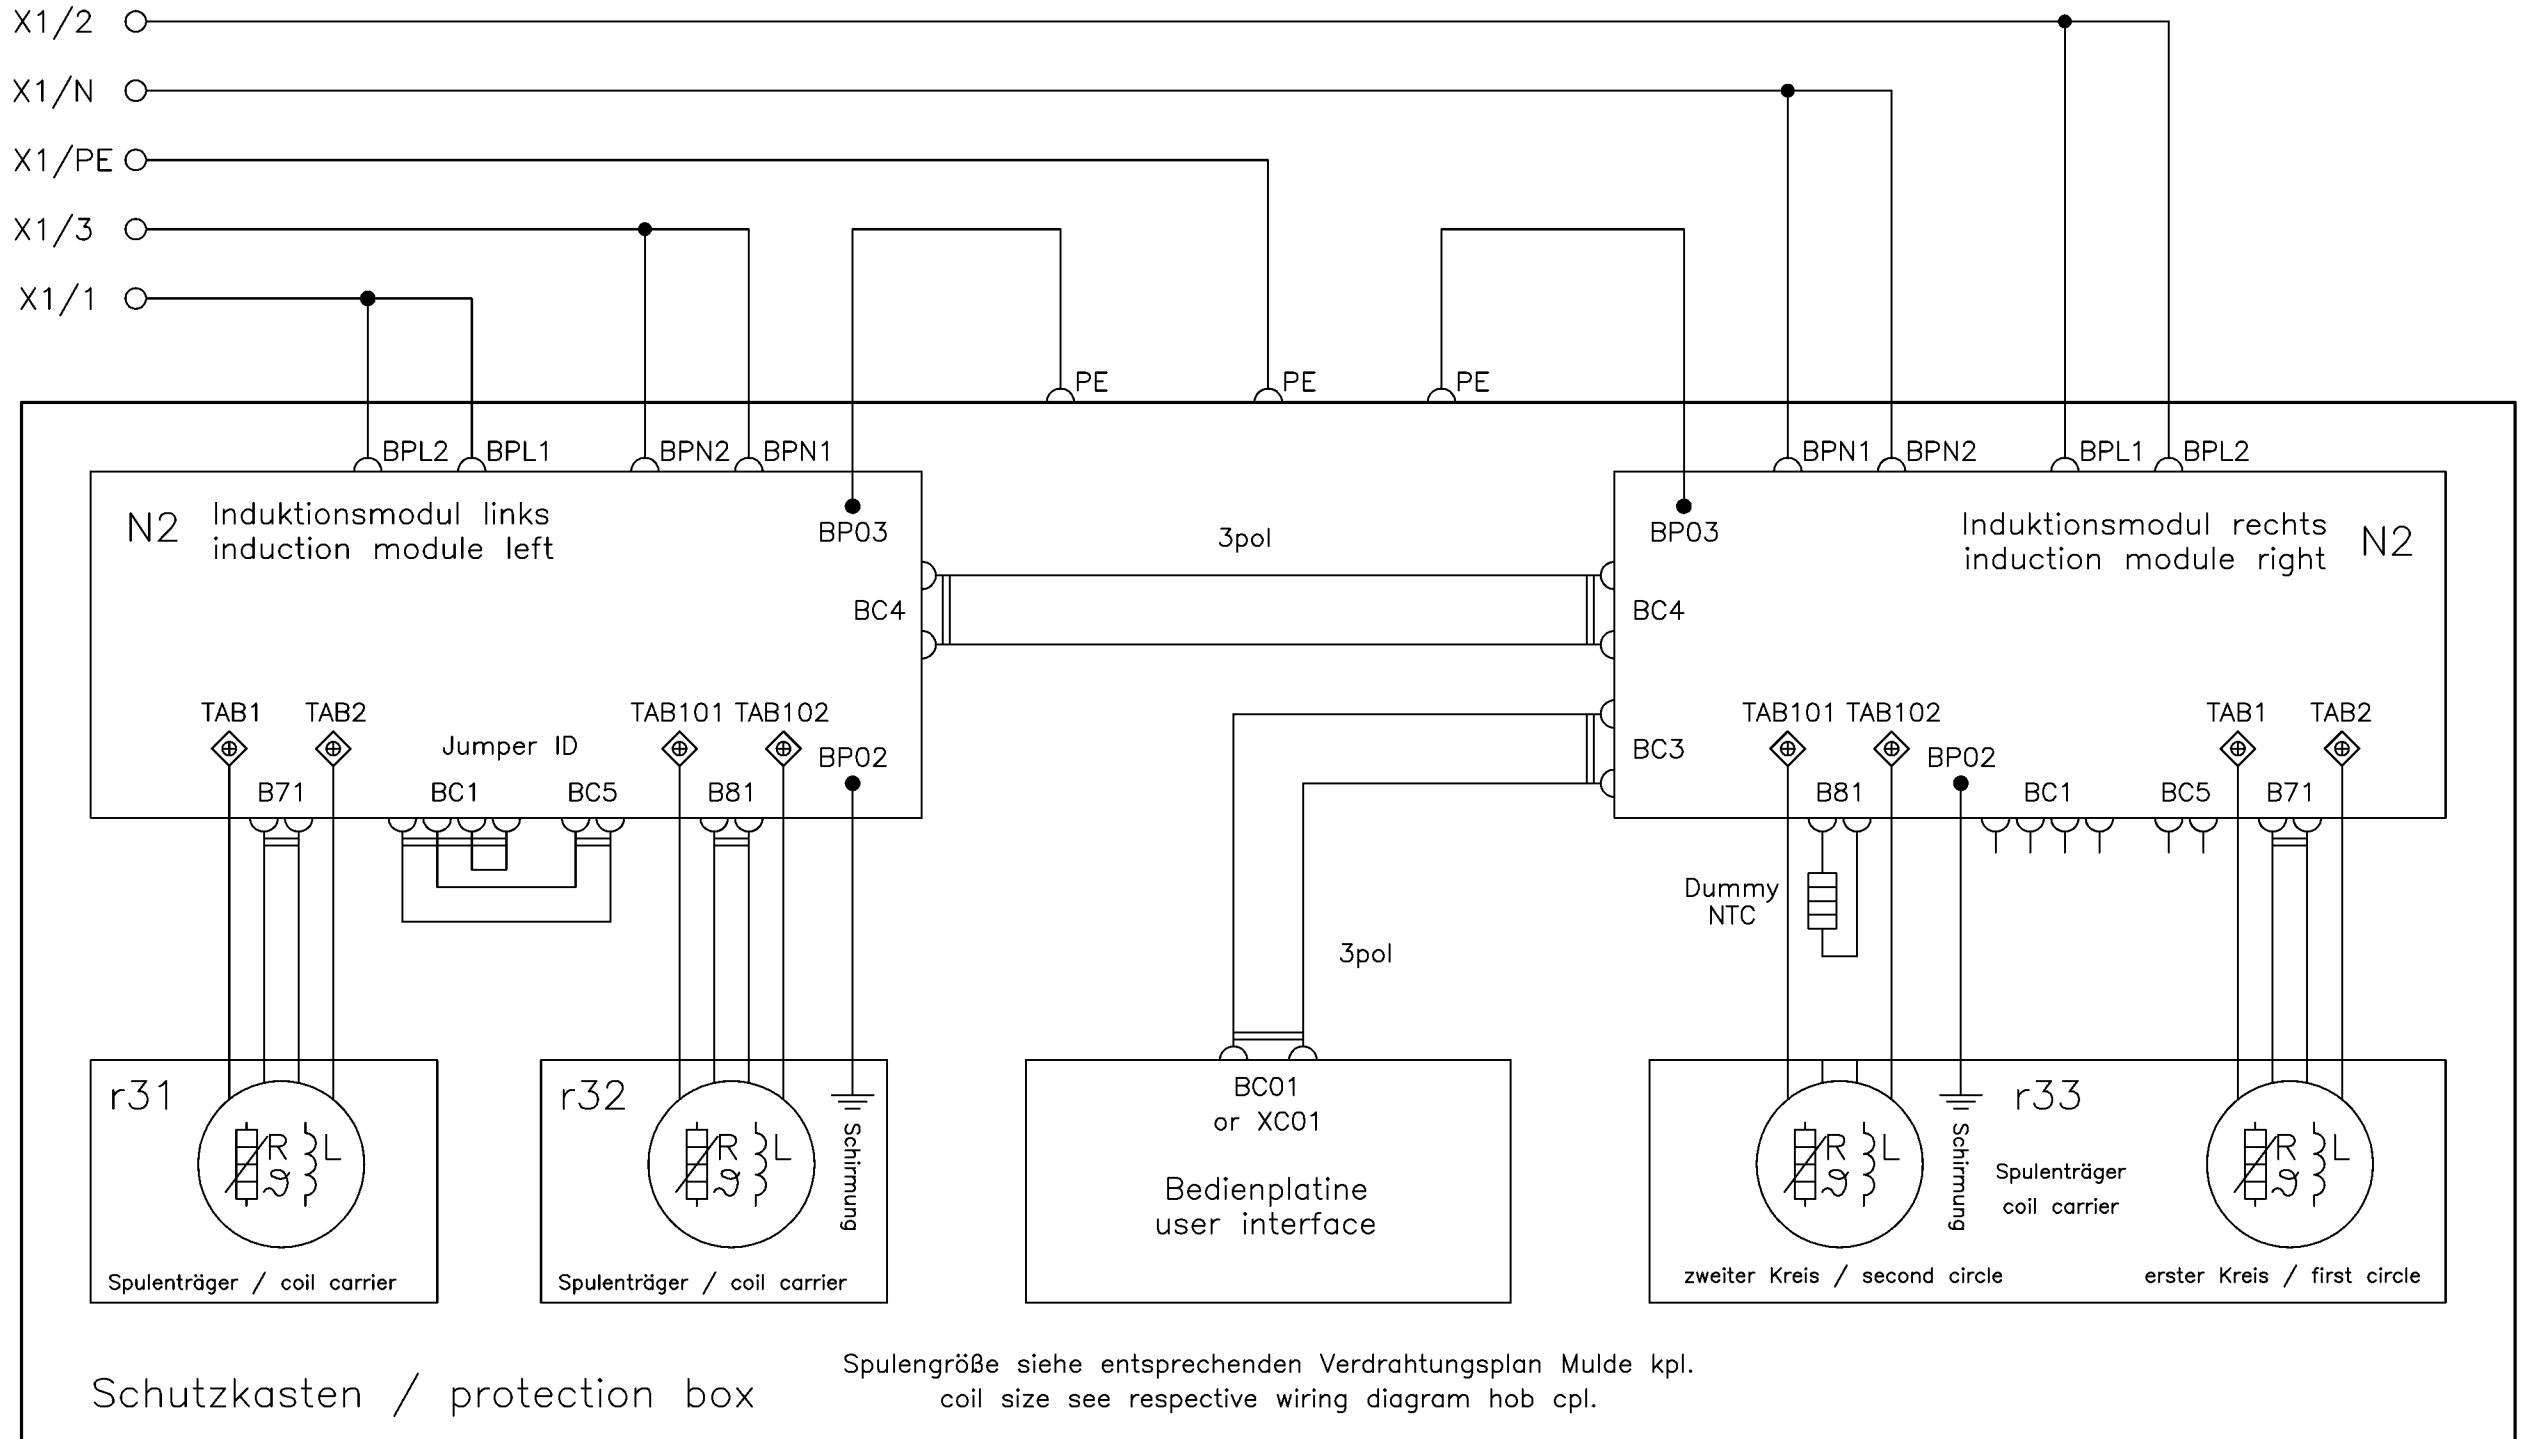 X1/2
X1/N
X1/PE
X1/3
X1/1
PE
PE
PE
BPL2
BPL1
BPN2
BPN1
BPN1
BPN2
BPL1
BPL2
N2
Induktionsmodul links
induction module left
BP03
BC4
3pol
BP03
BC4
Induktionsmodul rechts
induction module right
N2
TAB1
TAB2
Jumper ID
TAB101
TAB102
BP02
B71
BC1
BC5
B81
BC3
TAB101
TAB102
BP02
TAB1
TAB2
B81
BC1
BC5
B71
Dummy
NTC
3pol
r31
R
L
ϑ
Spulenträger / coil carrier
r32
R
L
ϑ
Schirmung
Spulenträger / coil carrier
BC01
or XC01
Bedienplatine
user interface
R
L
ϑ
Schirmung
r33
Spulenträger
coil carrier
R
L
ϑ
zweiter Kreis / second circle
erster Kreis / first circle
Schutzkasten / protection box
Spulengröße siehe entsprechenden Verdrahtungsplan Mulde kpl.
coil size see respective wiring diagram hob cpl.